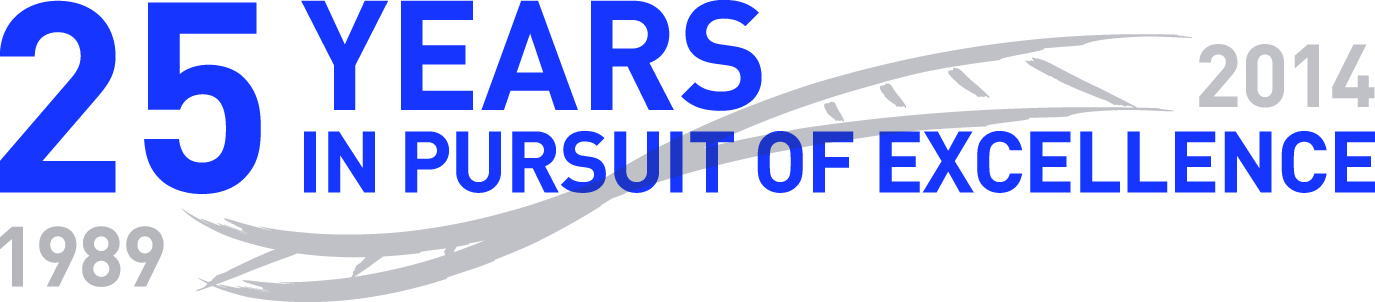 25 YEARS
2014
IN PURSUIT OF EXCELLENCE
1989